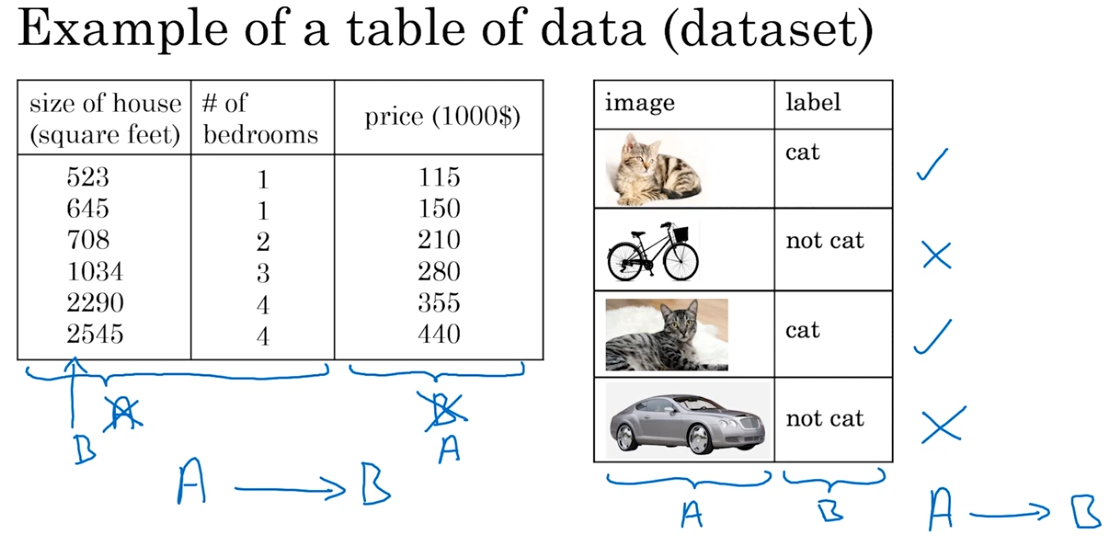 Example of a table of data (dataset)
size of house # of
(square feet) bedrooms price (1000$)
523 1 115
645 1 150
708 2 210
1034 3 280
2290 4 355
2545 4 440
A B
B A
A → B
image label
cat ✓
not cat ✗
cat ✓
not cat ✗
A B A → B